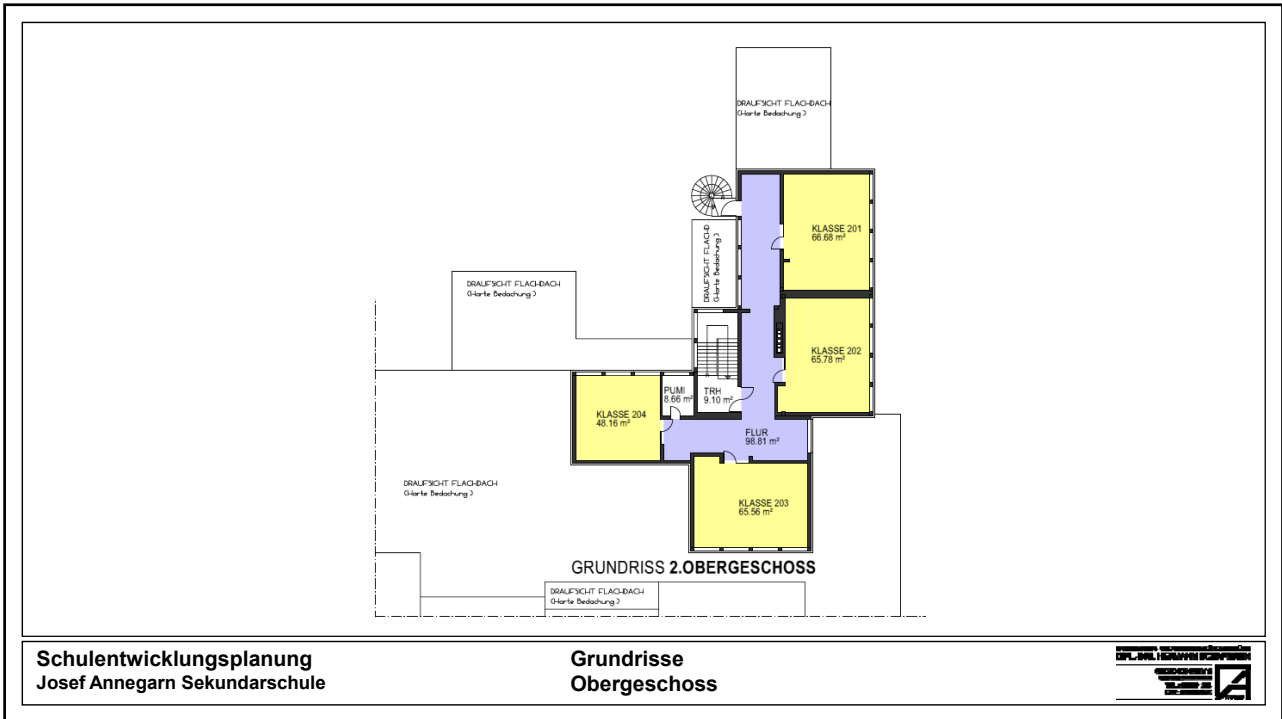 DRAUFSICHT FLACHDACH
(Harte Bedachung )
KLASSE 201
66.68 m²
DRAUFSICHT FLACHD
(Harte Bedachung )
DRAUFSICHT FLACHDACH
(Harte Bedachung )
KLASSE 202
65.78 m²
PUMI
8.66 m²
TRH
9.10 m²
KLASSE 204
48.16 m²
FLUR
98.81 m²
DRAUFSICHT FLACHDACH
(Harte Bedachung )
KLASSE 203
65.56 m²
GRUNDRISS 2.OBERGESCHOSS
DRAUFSICHT FLACHDACH
(Harte Bedachung )
Schulentwicklungsplanung
Josef Annegarn Sekundarschule
Grundrisse
Obergeschoss